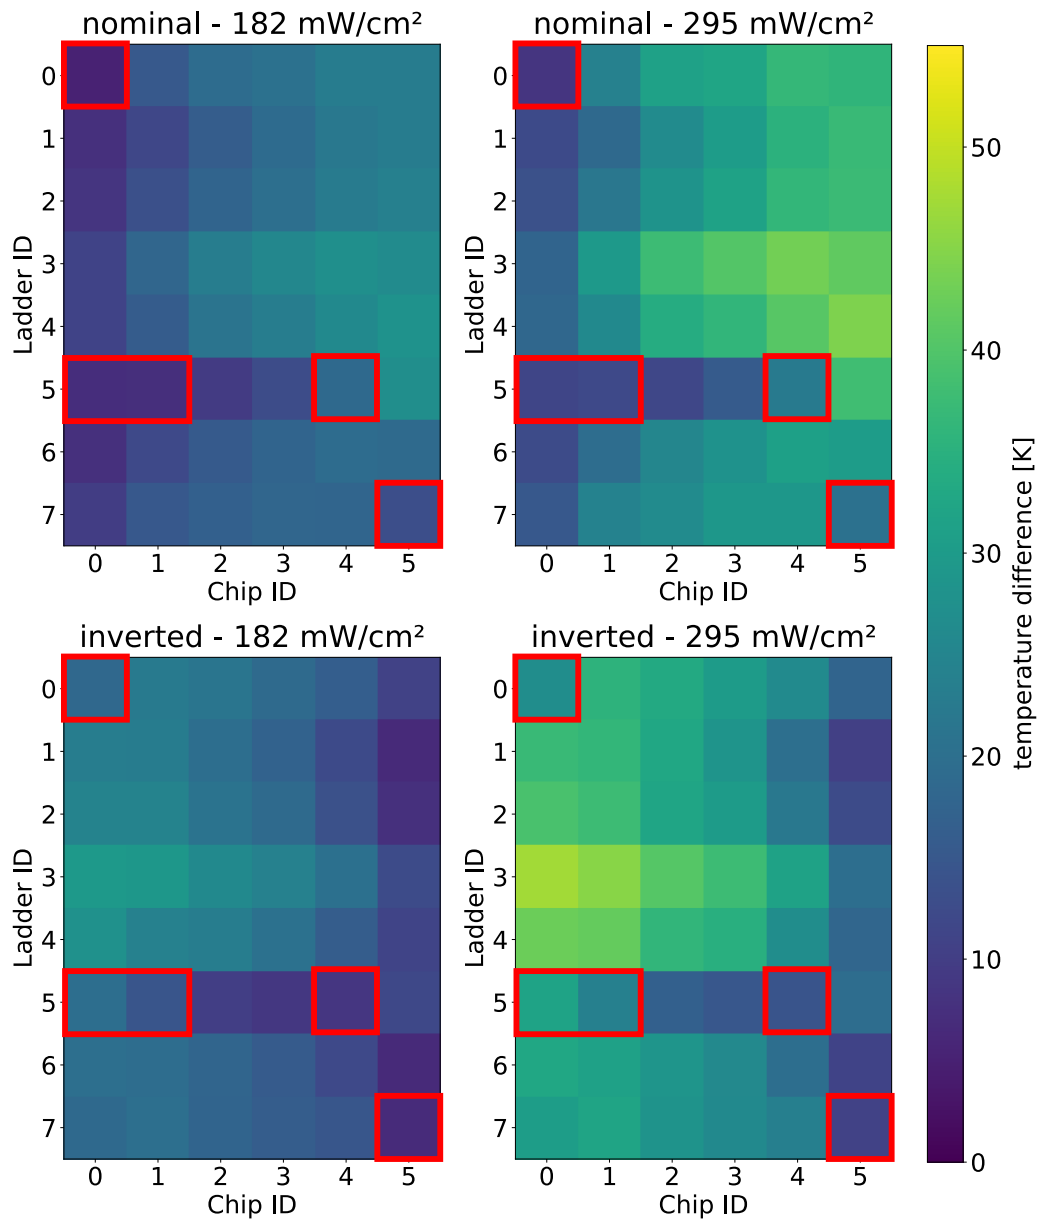 nominal - 182 mW/cm²
nominal - 295 mW/cm²
0
1
2
3
4
5
6
7
Ladder ID
0 1 2 3 4 5
Chip ID
0
1
2
3
4
5
6
7
Ladder ID
0 1 2 3 4 5
Chip ID
inverted - 182 mW/cm²
inverted - 295 mW/cm²
0
1
2
3
4
5
6
7
Ladder ID
0 1 2 3 4 5
Chip ID
0
1
2
3
4
5
6
7
Ladder ID
0 1 2 3 4 5
Chip ID
50
40
30
20
10
0
temperature difference [K]